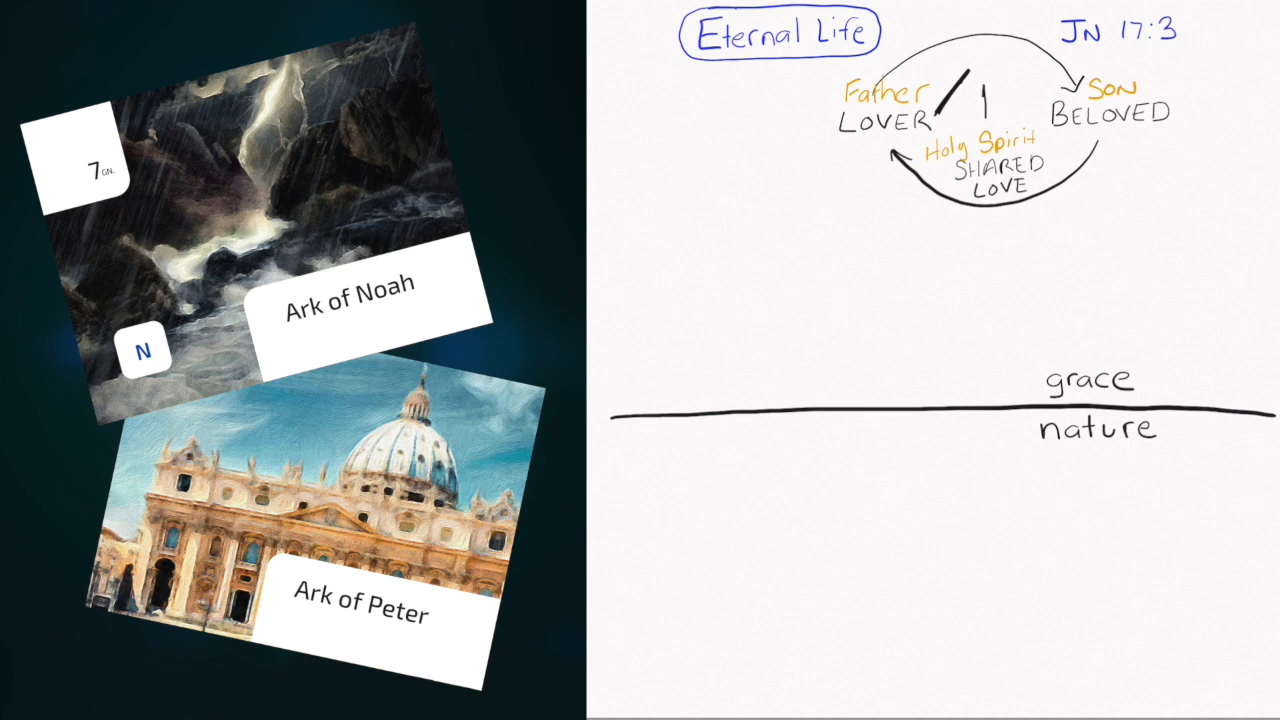 7 GN.
Ark of Noah
N
Ark of Peter
Eternal Life
JN 17:3
Father
LOVER
SON
BELOVED
Holy Spirit
SHARED
LOVE
grace
nature